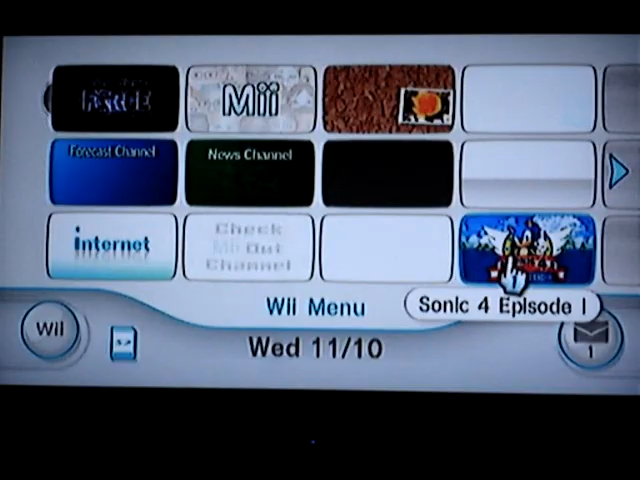 Mii
Forecast Channel
News Channel
internet
Check
Mii Out
Channel
Wii Menu
Sonic 4 Episode I
Wii
Wed 11/10
1